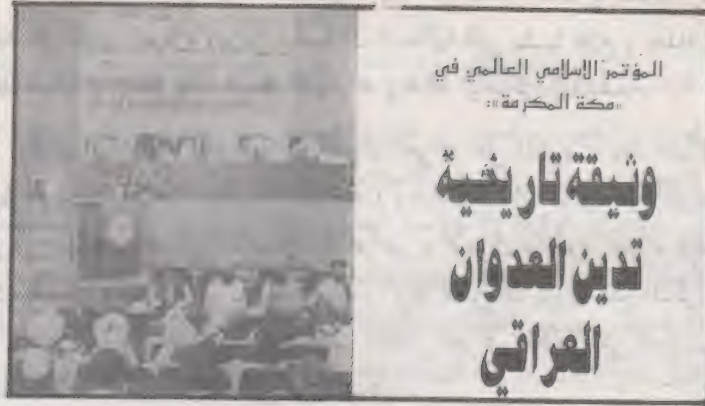 المؤتمر الإسلامي العالمي في
«مكة المكرمة»:
وثيقة تاريخية
تدين العدوان
العراقي